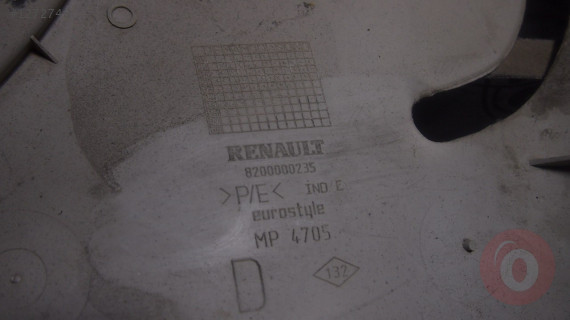 RENAULT
8200000235
>P/E< IND E
eurostyle
MP 4705
D
132